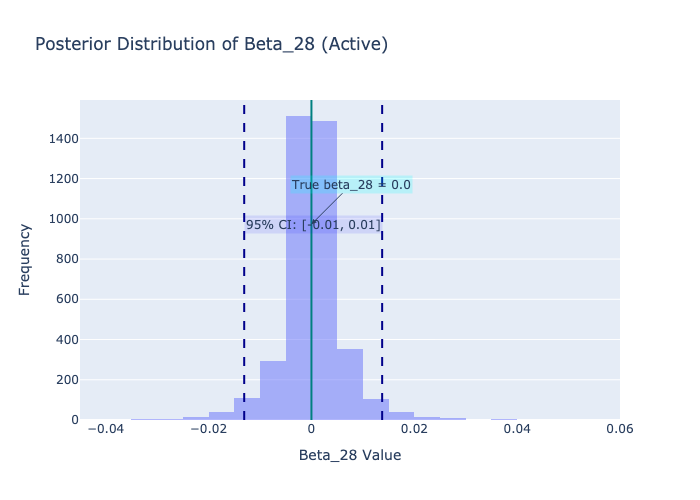 Posterior Distribution of Beta_28 (Active)
1400
1200
1000
800
600
400
200
0
True beta_28 = 0.0
95% CI: [-0.01, 0.01]
−0.04
−0.02
0
0.02
0.04
0.06
Beta_28 Value
Frequency